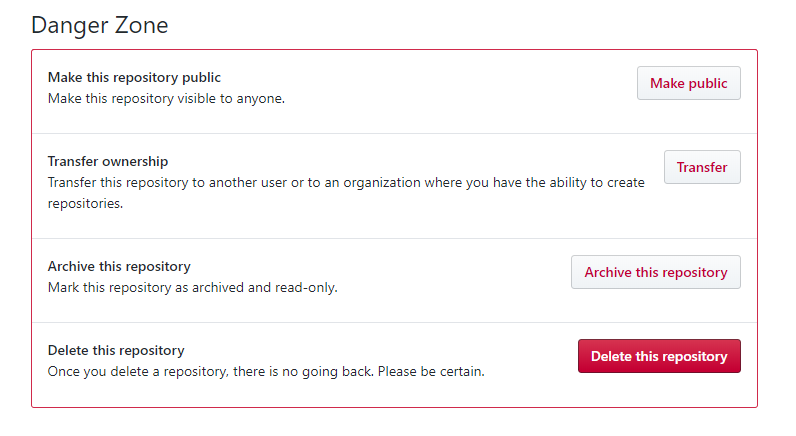 Danger Zone
Make this repository public
Make this repository visible to anyone.
Make public
Transfer ownership
Transfer this repository to another user or to an organization where you have the ability to create
repositories.
Transfer
Archive this repository
Mark this repository as archived and read-only.
Archive this repository
Delete this repository
Once you delete a repository, there is no going back. Please be certain.
Delete this repository